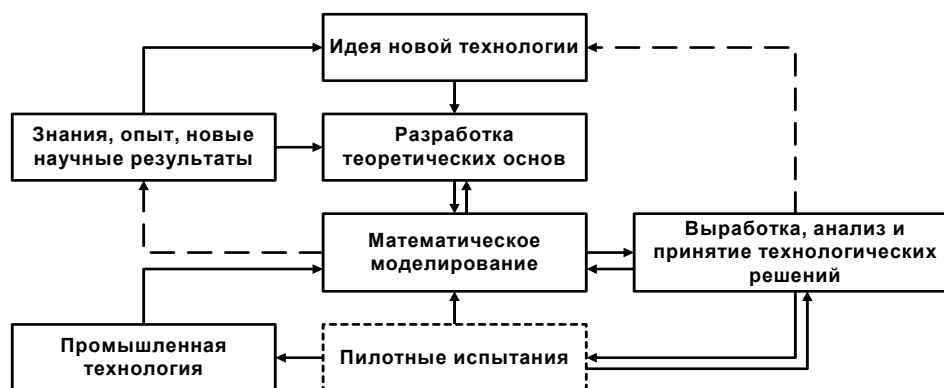 Идея новой технологии
Знания, опыт, новые
научные результаты
Разработка
теоретических основ
Математическое
моделирование
Выработка, анализ и
принятие технологических
решений
Промышленная
технология
Пилотные испытания